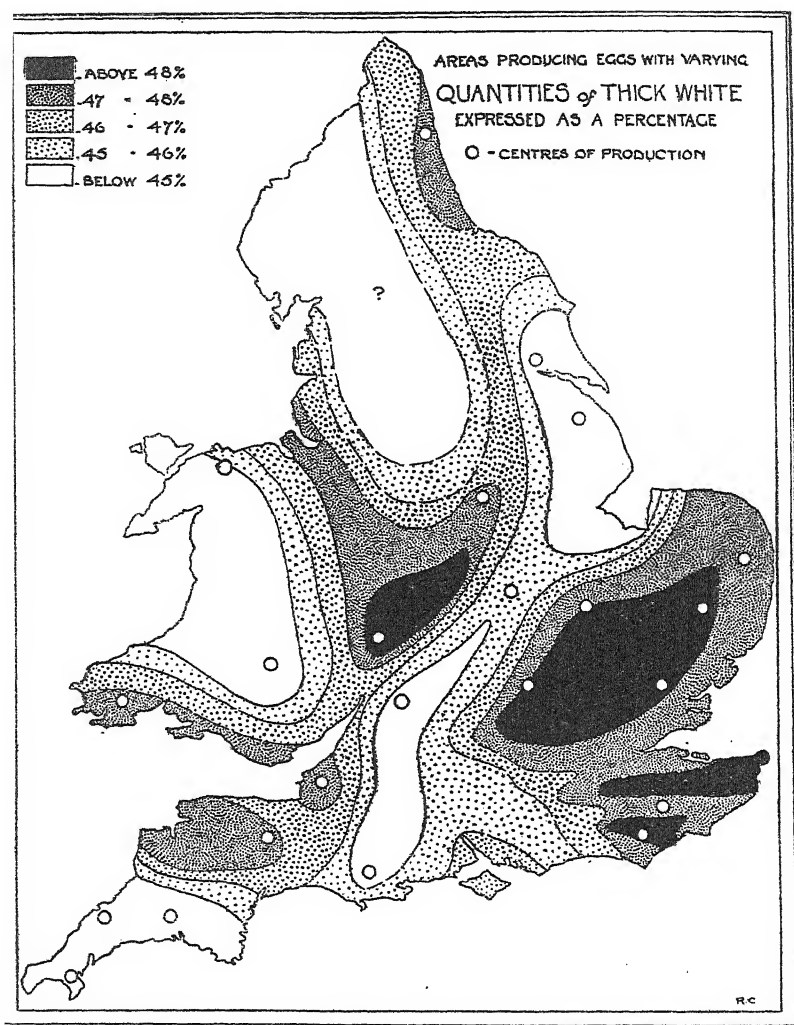 AREAS PRODUCING EGGS WITH VARYING
QUANTITIES of THICK WHITE
EXPRESSED AS A PERCENTAGE
O - CENTRES OF PRODUCTION
ABOVE 48%
47 " 48%
46 - 47%
45 - 46%
BELOW 45%
?
R.C